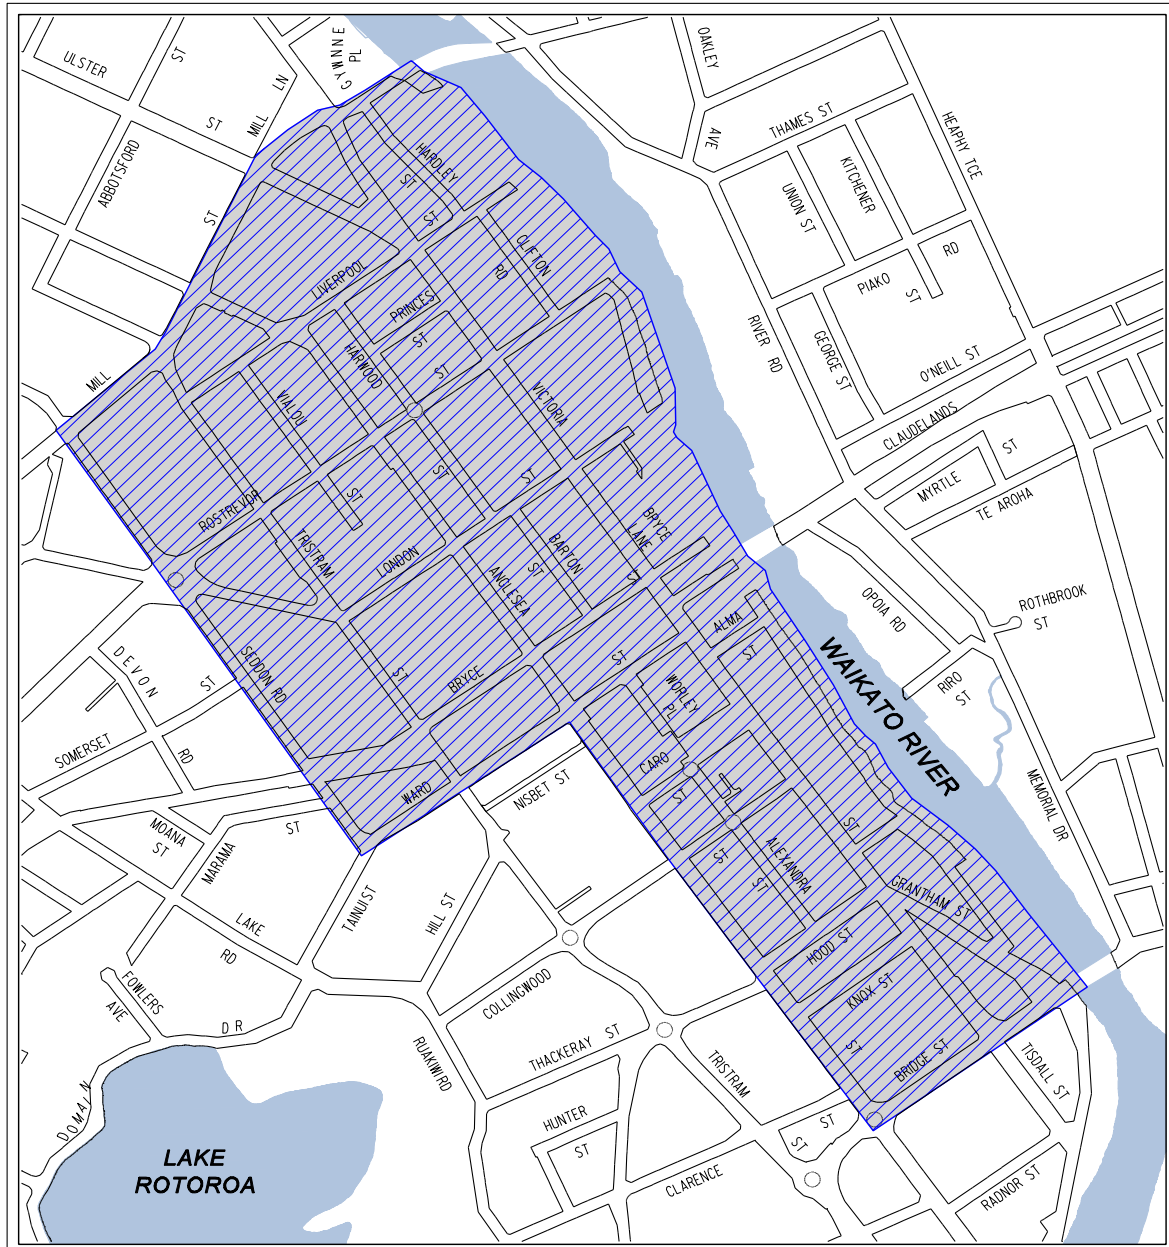 ULSTER
ST
ST
GYWNNE
PL
OAKLEY
AVE
THAMES ST
HEAPHY TCE
MILL
LN
ABBOTSFORD
ST
HARDLEY
ST
ST
UNION ST
KITCHENER
RD
PIAKO
ST
CLIFTON
RD
LIVERPOOL
PRINCES
ST
ST
HARWOOD
RIVER RD
GEORGE ST
O'NEILL ST
MILL
VIALOU
VICTORIA
CLAUDELANDS
ST
MYRTLE
TE AROHA
ST
ST
ST
ROSTREVOR
TRISTRAM
LONDON
BARTON
ST
ANGLESEA
BRYCE
LANE
ST
OPOIA RD
ROTHBROOK
ST
ALMA
ST
DEVON
RD
ST
SEDDON RD
ST
BRYCE
ST
WORLEY
PL
WAIKATO RIVER
RIRO
ST
SOMERSET
CARO
ST
WARD
NISBET ST
MEMORIAL DR
MOANA
ST
ST
MARAMA
ST
ST
ST
ALEXANDRA
GRANTHAM ST
LAKE
RD
TAINUI ST
HILL ST
HOOD ST
KNOX ST
FOWLERS
AVE
DR
COLLINGWOOD
THACKERAY ST
RUAKIWI RD
TRISTRAM
ST
BRIDGE ST
TISDALL ST
DOMAIN
HUNTER
ST
ST
ST
CLARENCE
RADNOR ST
LAKE
ROTOROA